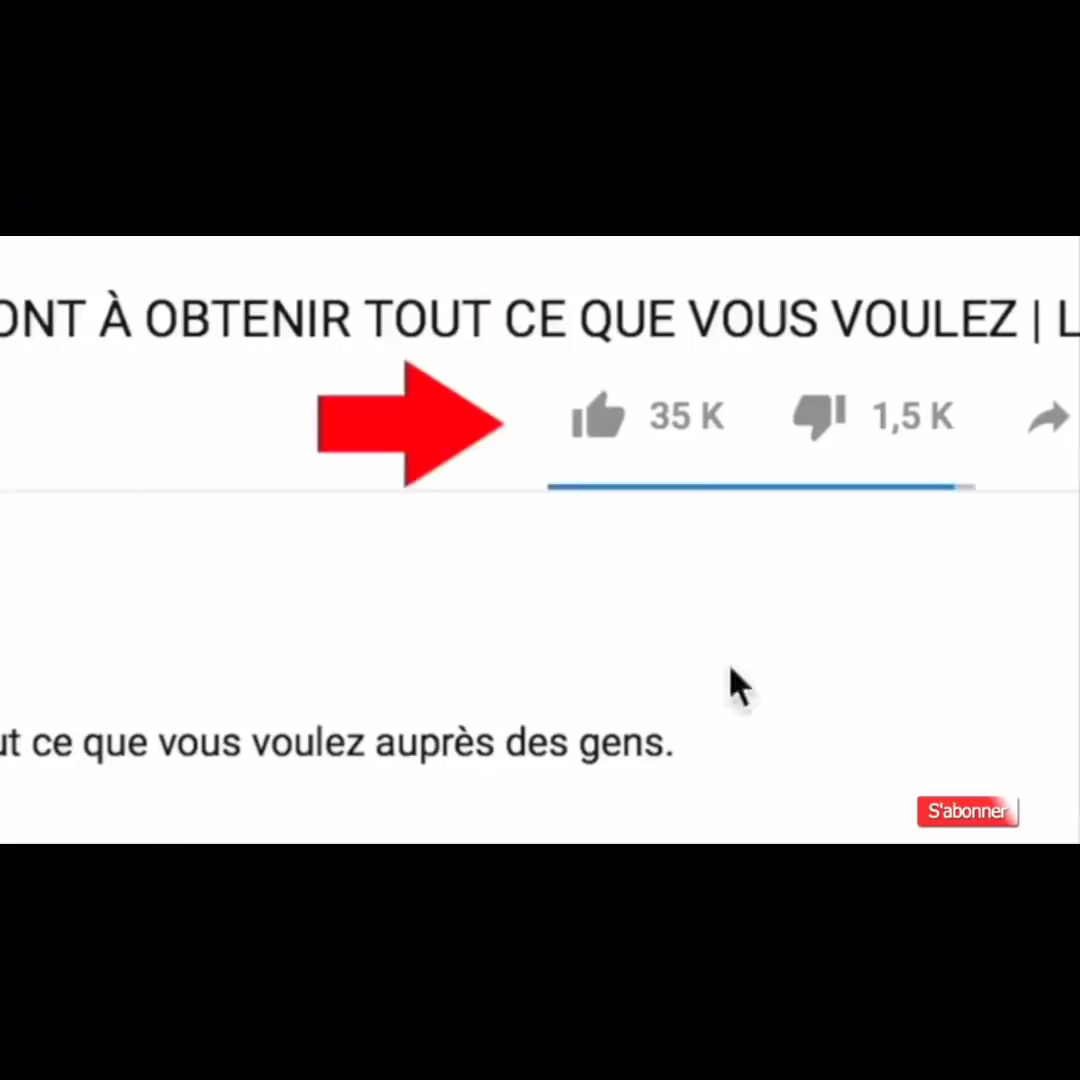 ONT À OBTENIR TOUT CE QUE VOUS VOULEZ | L
35 K 1,5 K
ut ce que vous voulez auprès des gens.
S'abonner